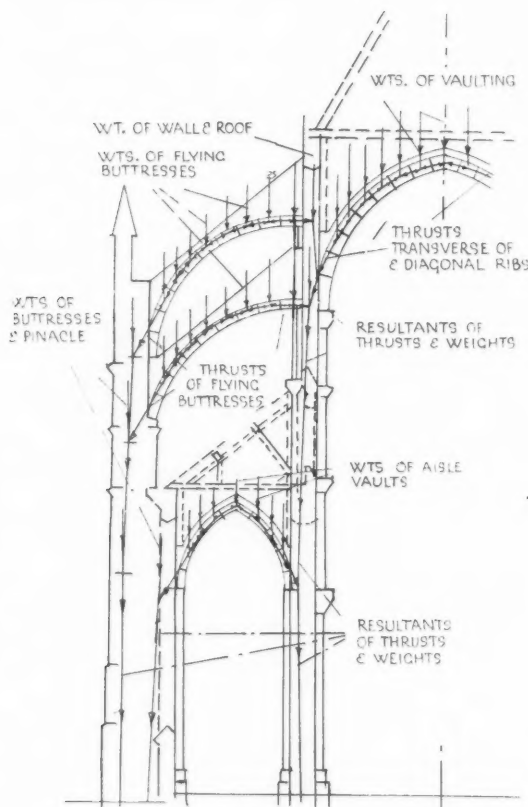 WTS. OF VAULTING
WT. OF WALL & ROOF
WTS. OF FLYING
BUTTRESSES
THRUSTS
TRANSVERSE OF
& DIAGONAL RIBS
WTS. OF
BUTTRESSES
& PINACLE
RESULTANTS OF
THRUSTS & WEIGHTS
THRUSTS
OF FLYING
BUTTRESSES
WTS OF AISLE
VAULTS
RESULTANTS
OF THRUSTS
& WEIGHTS